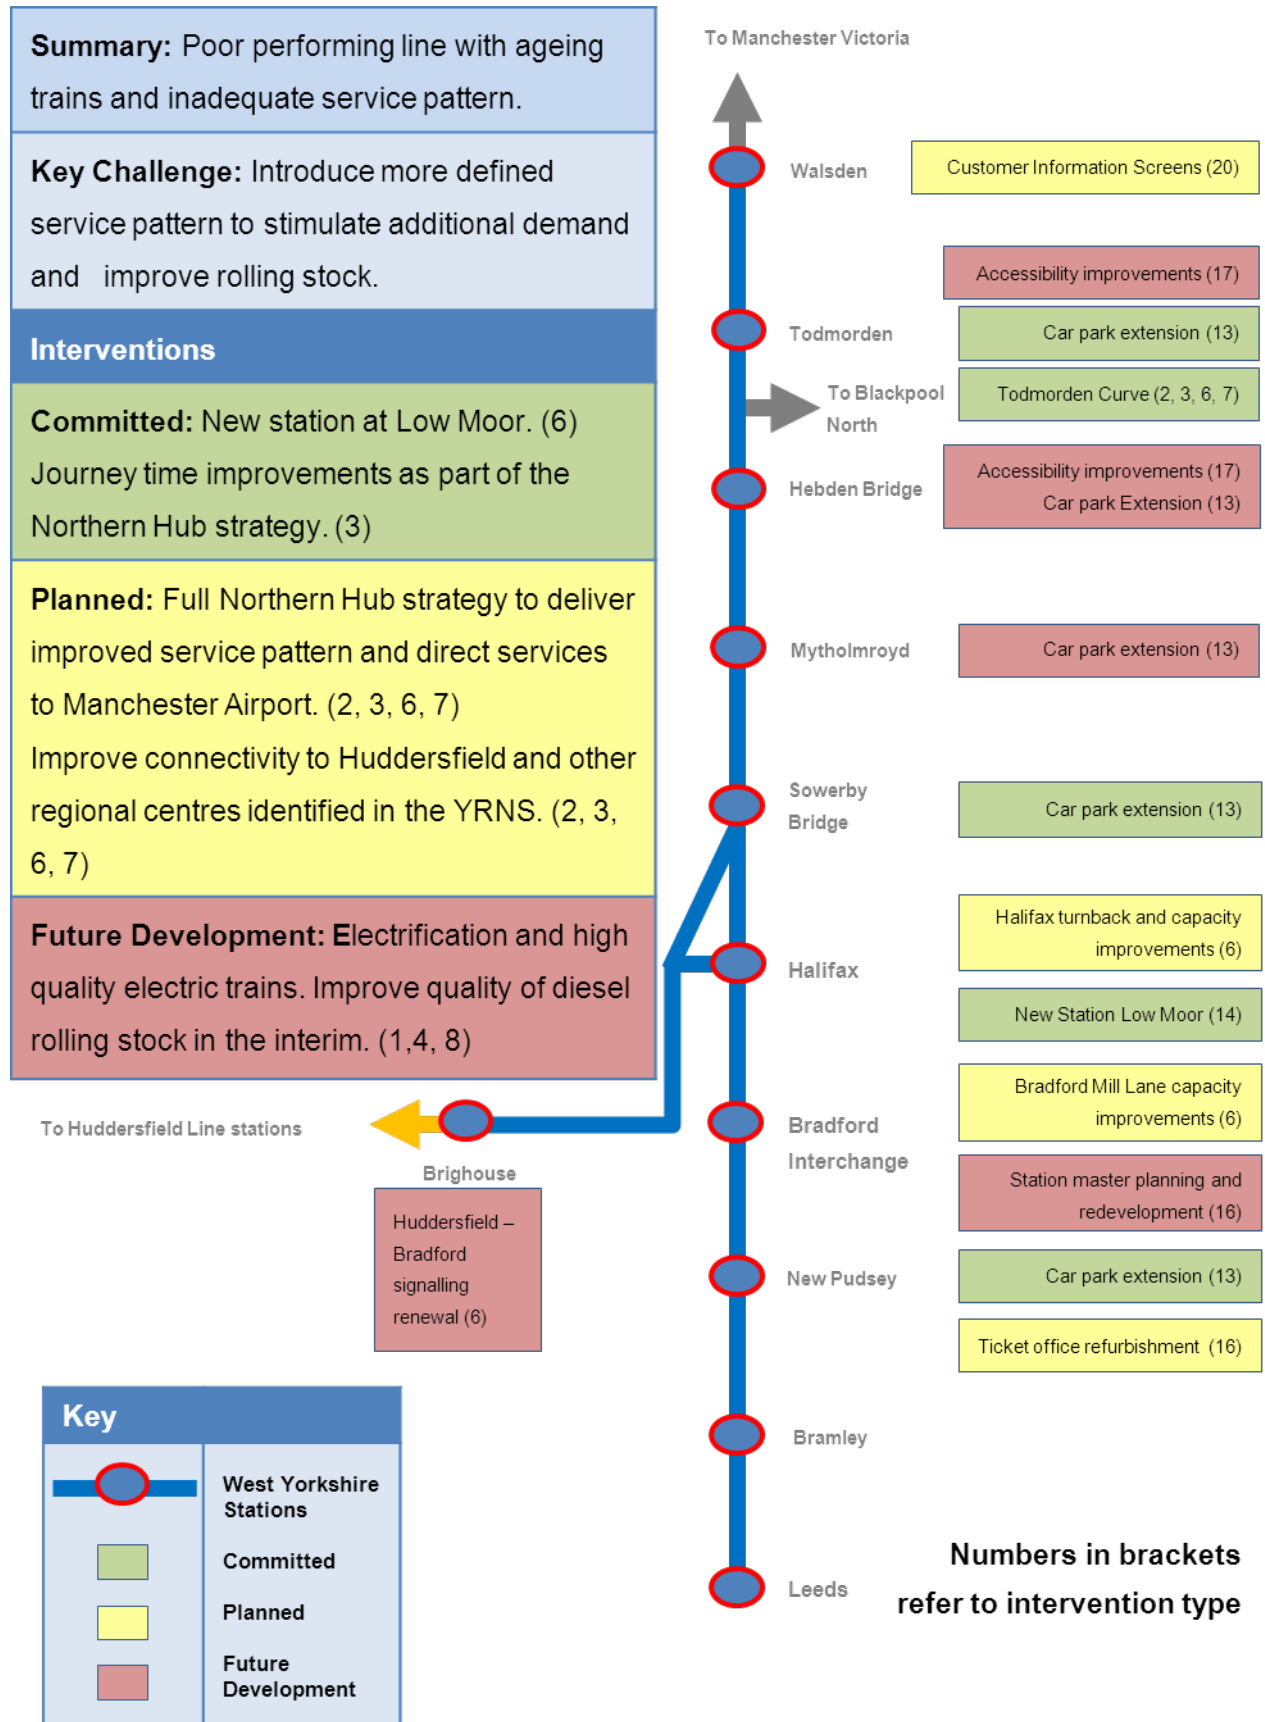 Summary: Poor performing line with ageing
trains and inadequate service pattern.
Key Challenge: Introduce more defined
service pattern to stimulate additional demand
and improve rolling stock.
Interventions
Committed: New station at Low Moor. (6)
Journey time improvements as part of the
Northern Hub strategy. (3)
Planned: Full Northern Hub strategy to deliver
improved service pattern and direct services
to Manchester Airport. (2, 3, 6, 7)
Improve connectivity to Huddersfield and other
regional centres identified in the YRNS. (2, 3,
6, 7)
Future Development: Electrification and high
quality electric trains. Improve quality of diesel
rolling stock in the interim. (1,4, 8)
To Manchester Victoria
Walsden
Customer Information Screens (20)
Accessibility improvements (17)
Todmorden
Car park extension (13)
To Blackpool
North
Todmorden Curve (2, 3, 6, 7)
Hebden Bridge
Accessibility improvements (17)
Car park Extension (13)
Mytholmroyd
Car park extension (13)
Sowerby
Bridge
Car park extension (13)
Halifax
Halifax turnback and capacity
improvements (6)
New Station Low Moor (14)
Bradford
Interchange
Bradford Mill Lane capacity
improvements (6)
Station master planning and
redevelopment (16)
New Pudsey
Car park extension (13)
Ticket office refurbishment (16)
Bramley
Leeds
To Huddersfield Line stations
Brighouse
Huddersfield –
Bradford
signalling
renewal (6)
Key
West Yorkshire
Stations
Committed
Planned
Future
Development
Numbers in brackets
refer to intervention type